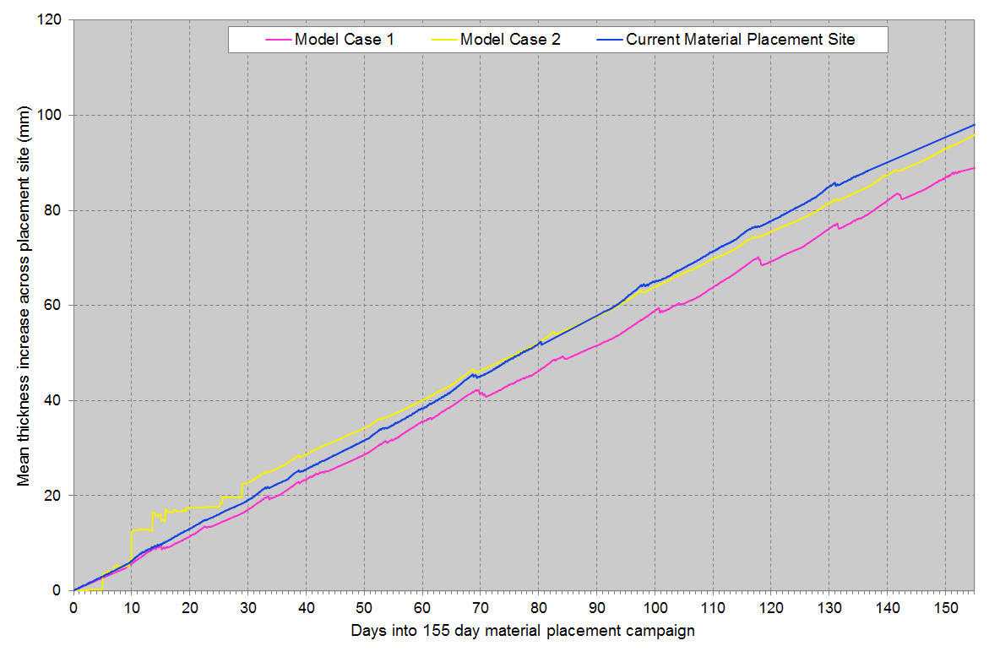 120
Model Case 1 Model Case 2 Current Material Placement Site
100
80
60
40
20
0
Mean thickness increase across placement site (mm)
0 10 20 30 40 50 60 70 80 90 100 110 120 130 140 150
Days into 155 day material placement campaign